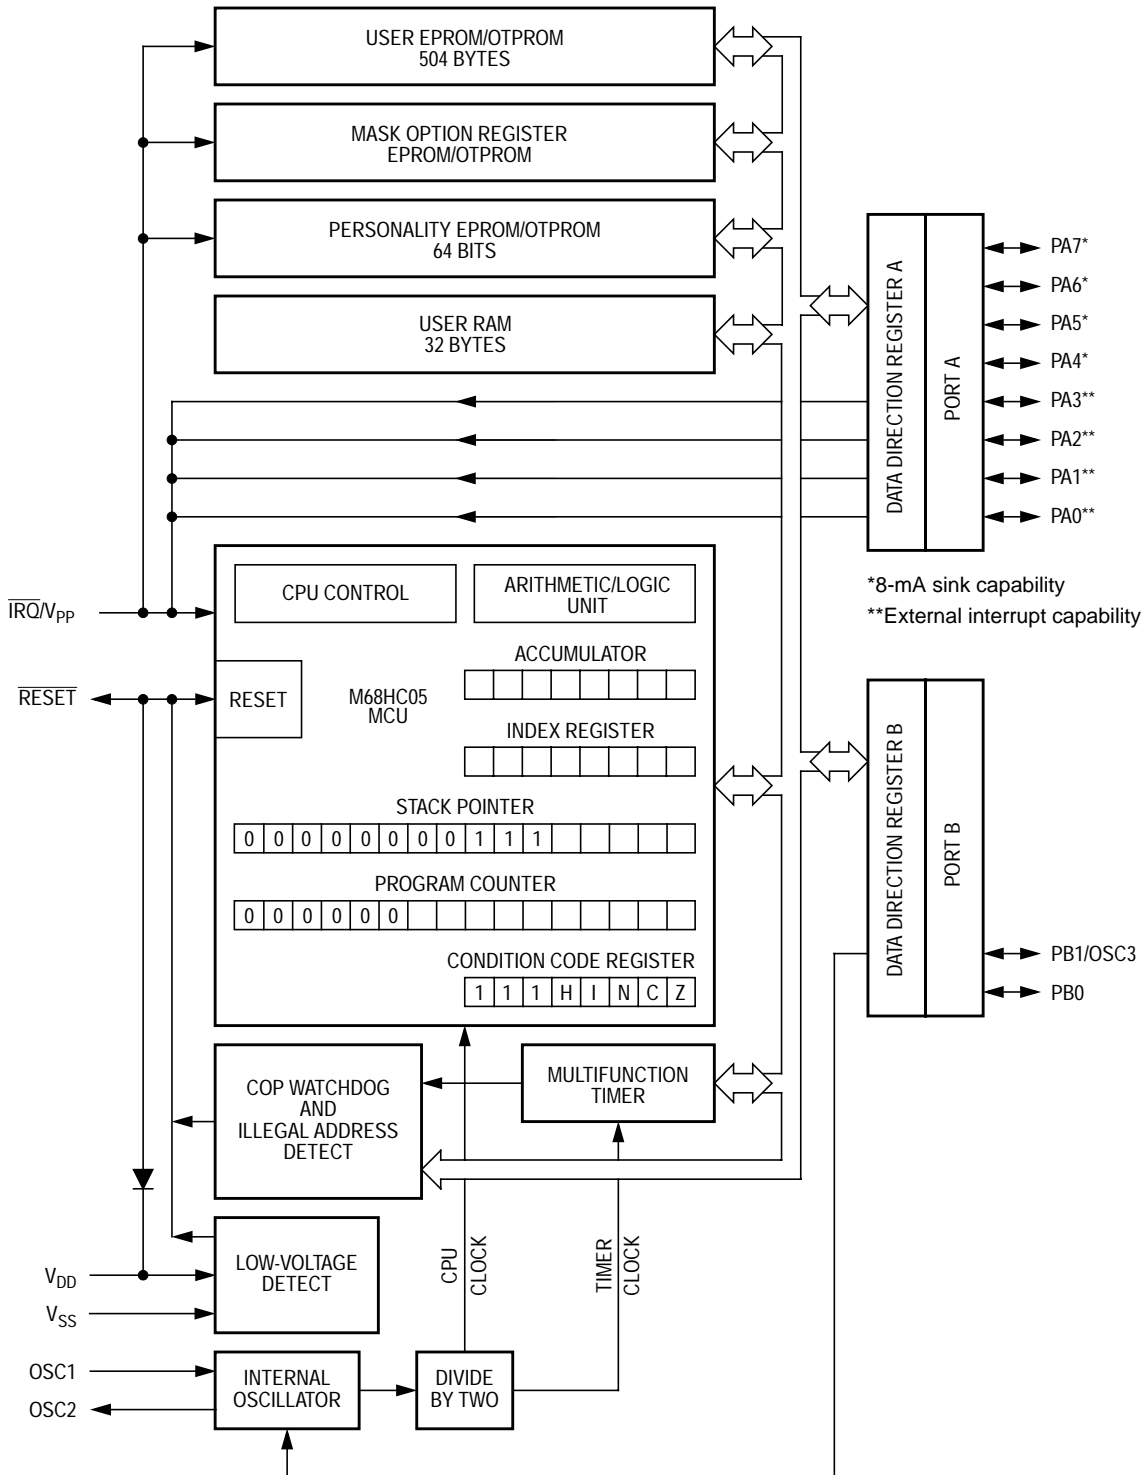 USER EPROM/OTPROM
504 BYTES
MASK OPTION REGISTER
EPROM/OTPROM
PERSONALITY EPROM/OTPROM
64 BITS
USER RAM
32 BYTES
DATA DIRECTION REGISTER A
PORT A
PA7*
PA6*
PA5*
PA4*
PA3**
PA2**
PA1**
PA0**
*8-mA sink capability
**External interrupt capability
IRQ/VPP
RESET
CPU CONTROL
ARITHMETIC/LOGIC
UNIT
RESET
M68HC05
MCU
ACCUMULATOR
INDEX REGISTER
STACK POINTER
0 0 0 0 0 0 0 0 1 1 1
PROGRAM COUNTER
0 0 0 0 0 0
CONDITION CODE REGISTER
1 1 1 H I N C Z
DATA DIRECTION REGISTER B
PORT B
PB1/OSC3
PB0
COP WATCHDOG
AND
ILLEGAL ADDRESS
DETECT
MULTIFUNCTION
TIMER
LOW-VOLTAGE
DETECT
VDD
VSS
CPU
CLOCK
TIMER
CLOCK
OSC1
OSC2
INTERNAL
OSCILLATOR
DIVIDE
BY TWO